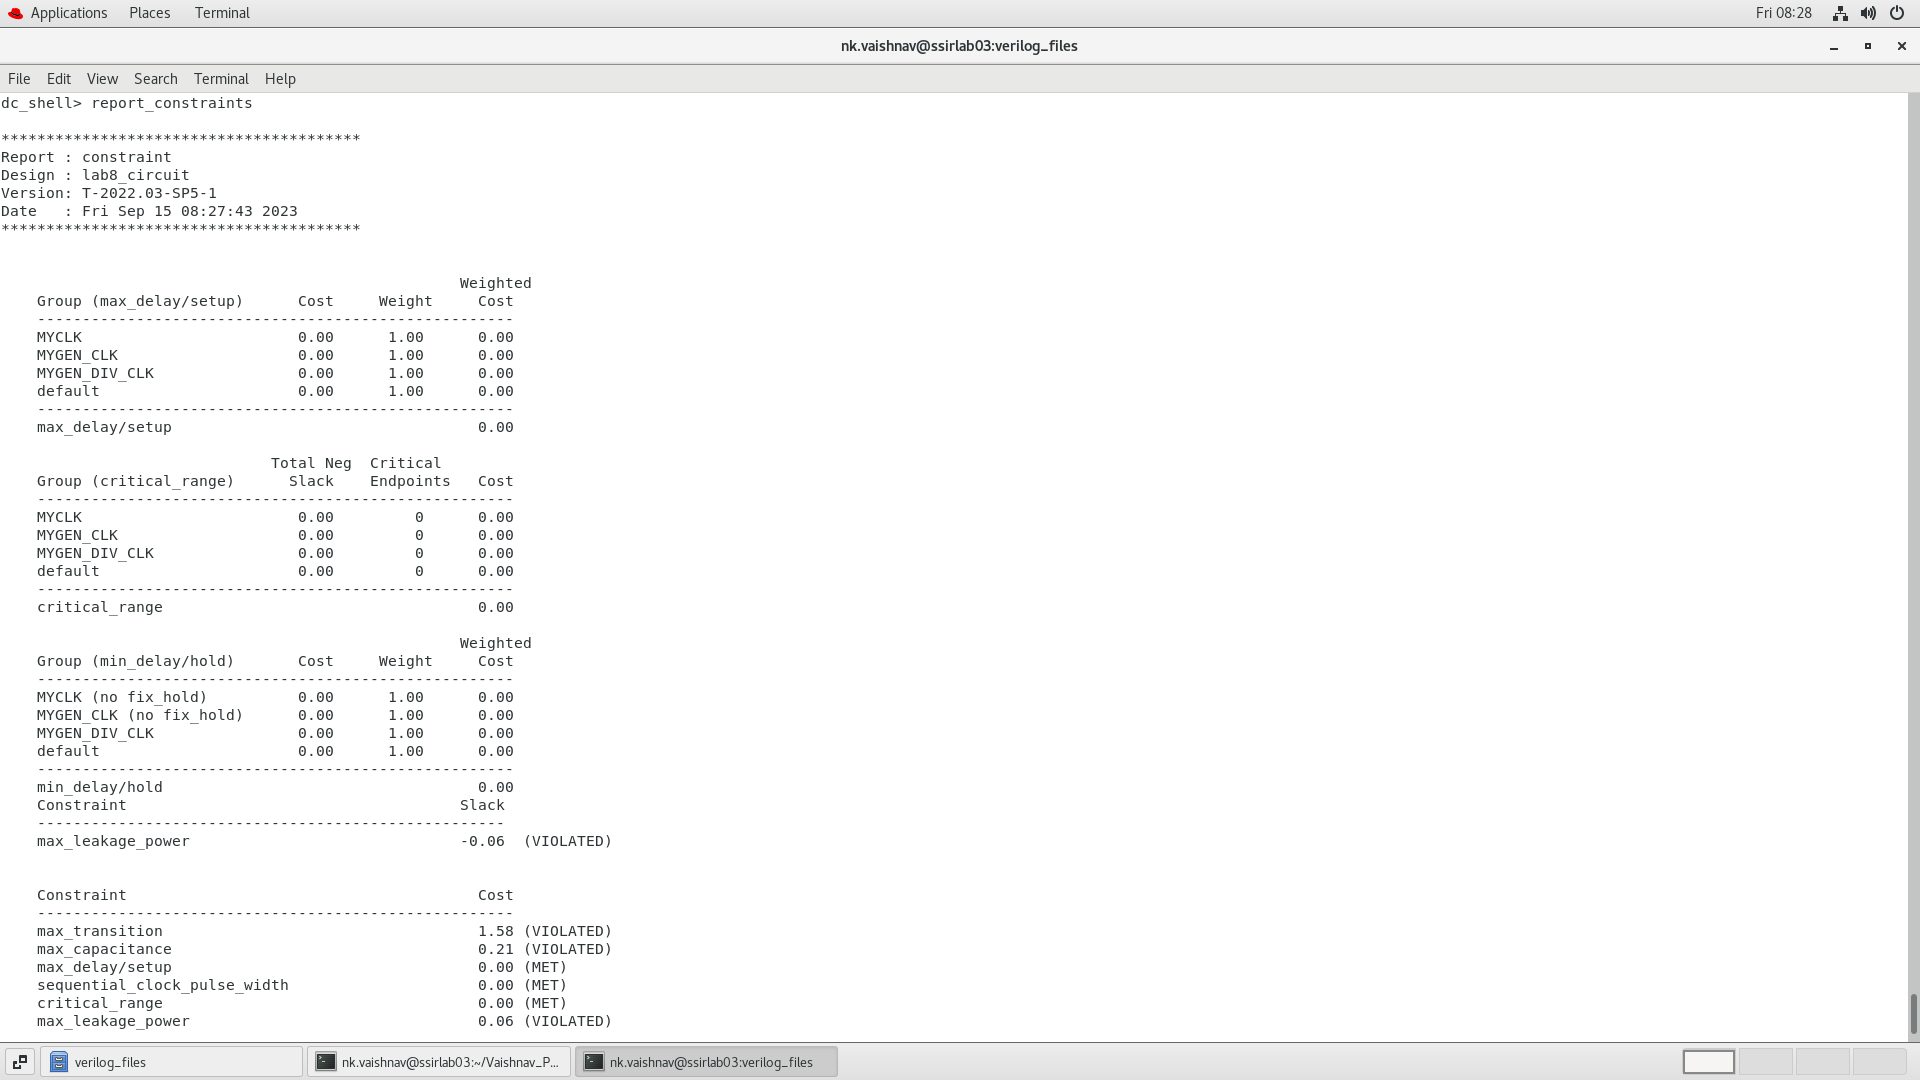 Applications Places Terminal Fri 08:28
nk.vaishnav@ssirlab03:verilog_files
File Edit View Search Terminal Help
dc_shell> report_constraints
****************************************
Report : constraint
Design : lab8_circuit
Version: T-2022.03-SP5-1
Date   : Fri Sep 15 08:27:43 2023
****************************************
                                                   Weighted
    Group (max_delay/setup)      Cost     Weight     Cost
    -----------------------------------------------------
    MYCLK                        0.00      1.00      0.00
    MYGEN_CLK                    0.00      1.00      0.00
    MYGEN_DIV_CLK                0.00      1.00      0.00
    default                      0.00      1.00      0.00
    -----------------------------------------------------
    max_delay/setup                                  0.00
                              Total Neg  Critical
    Group (critical_range)      Slack    Endpoints   Cost
    -----------------------------------------------------
    MYCLK                        0.00         0      0.00
    MYGEN_CLK                    0.00         0      0.00
    MYGEN_DIV_CLK                0.00         0      0.00
    default                      0.00         0      0.00
    -----------------------------------------------------
    critical_range                                   0.00
                                                   Weighted
    Group (min_delay/hold)       Cost     Weight     Cost
    -----------------------------------------------------
    MYCLK (no fix_hold)          0.00      1.00      0.00
    MYGEN_CLK (no fix_hold)      0.00      1.00      0.00
    MYGEN_DIV_CLK                0.00      1.00      0.00
    default                      0.00      1.00      0.00
    -----------------------------------------------------
    min_delay/hold                                   0.00
    Constraint                                     Slack
    ----------------------------------------------------
    max_leakage_power                              -0.06  (VIOLATED)
    Constraint                                       Cost
    -----------------------------------------------------
    max_transition                                   1.58 (VIOLATED)
    max_capacitance                                  0.21 (VIOLATED)
    max_delay/setup                                  0.00 (MET)
    sequential_clock_pulse_width                     0.00 (MET)
    critical_range                                   0.00 (MET)
    max_leakage_power                                0.06 (VIOLATED)
verilog_files nk.vaishnav@ssirlab03:~/Vaishnav_P... nk.vaishnav@ssirlab03:verilog_files